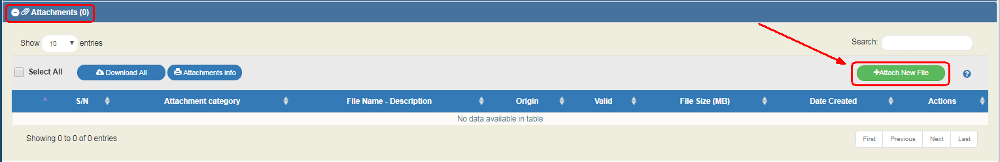 Attachments (0)
Show 10 entries Search:
Select All Download All Attachments info +Attach New File ?
S/N Attachment category File Name - Description Origin Valid File Size (MB) Date Created Actions
No data available in table
Showing 0 to 0 of 0 entries First Previous Next Last